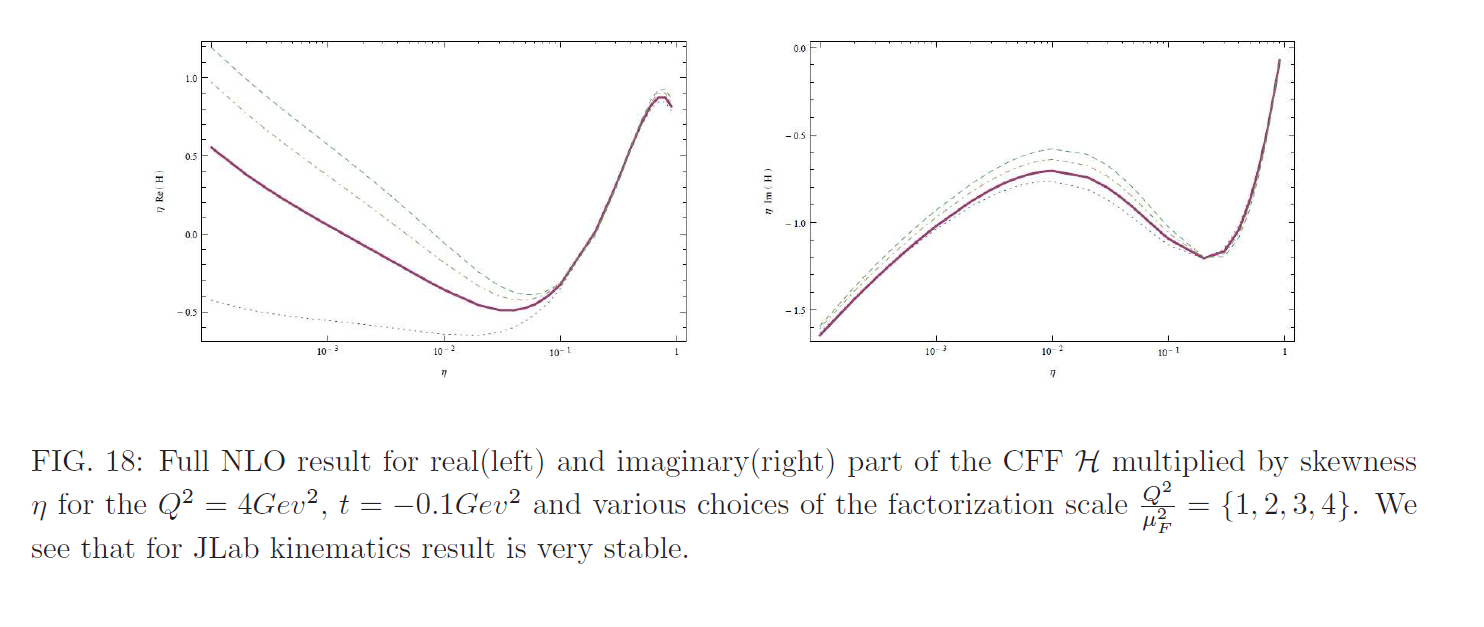 1.0
0.5
0.0
−0.5
η Re( H )
10⁻³
10⁻²
10⁻¹
1
η
0.0
−0.5
−1.0
−1.5
η Im( H )
10⁻³
10⁻²
10⁻¹
1
η
FIG. 18: Full NLO result for real(left) and imaginary(right) part of the CFF ℋ multiplied by skewness
η for the Q² = 4Gev², t = −0.1Gev² and various choices of the factorization scale Q²/μ²_F = {1, 2, 3, 4}. We
see that for JLab kinematics result is very stable.